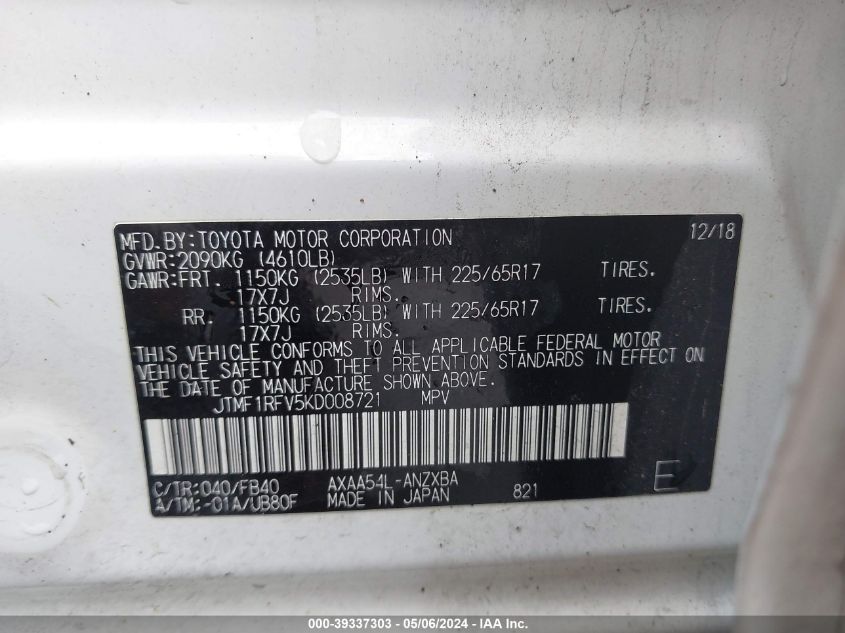 MFD.BY:TOYOTA MOTOR CORPORATION 12/18
GVWR:2090KG (4610LB)
GAWR:FRT. 1150KG (2535LB) WITH 225/65R17 TIRES.
17X7J RIMS.
RR. 1150KG (2535LB) WITH 225/65R17 TIRES.
17X7J RIMS.
THIS VEHICLE CONFORMS TO ALL APPLICABLE FEDERAL MOTOR
VEHICLE SAFETY AND THEFT PREVENTION STANDARDS IN EFFECT ON
THE DATE OF MANUFACTURE SHOWN ABOVE.
JTMF1RFV5KD008721 MPV
C/TR:040/FB40 AXAA54L-ANZXBA
A/TM:-01A/UB80F MADE IN JAPAN 821 E
000-39337303 - 05/06/2024 - IAA Inc.